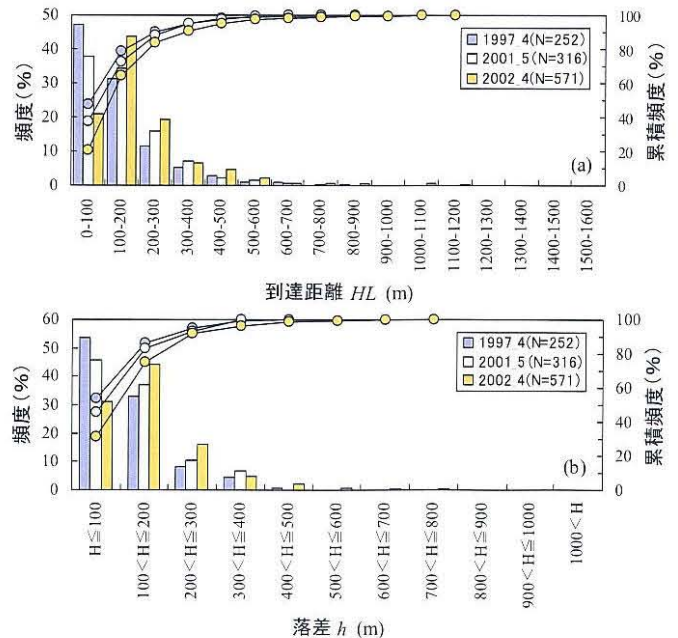 50
40
30
20
10
0
頻度(%)
100
80
60
40
20
0
累積頻度(%)
1997_4(N=252)
2001_5(N=316)
2002_4(N=571)
(a)
0-100
100-200
200-300
300-400
400-500
500-600
600-700
700-800
800-900
900-1000
1000-1100
1100-1200
1200-1300
1300-1400
1400-1500
1500-1600
到達距離 HL (m)
60
50
40
30
20
10
0
頻度(%)
100
80
60
40
20
0
累積頻度(%)
1997_4(N=252)
2001_5(N=316)
2002_4(N=571)
(b)
H≦100
100<H≦200
200<H≦300
300<H≦400
400<H≦500
500<H≦600
600<H≦700
700<H≦800
800<H≦900
900<H≦1000
1000<H
落差 h (m)